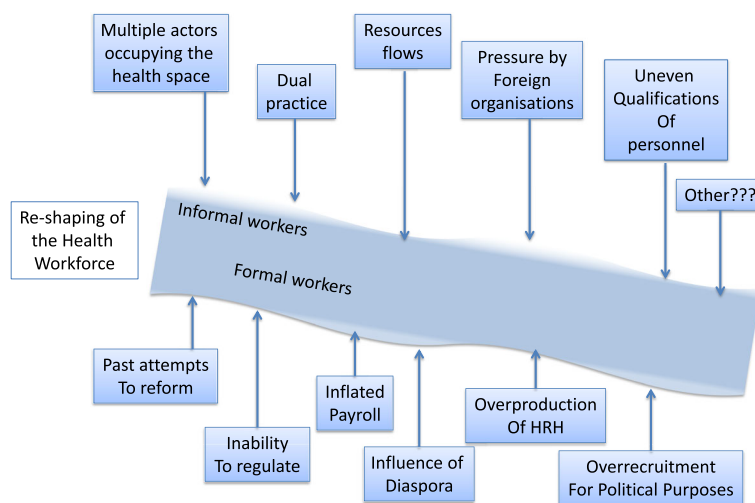 Multiple actors
occupying the
health space
Dual
practice
Resources
flows
Pressure by
Foreign
organisations
Uneven
Qualifications
Of
personnel
Other???
Re-shaping of
the Health
Workforce
Informal workers
Formal workers
Past attempts
To reform
Inability
To regulate
Inflated
Payroll
Influence of
Diaspora
Overproduction
Of HRH
Overrecruitment
For Political Purposes